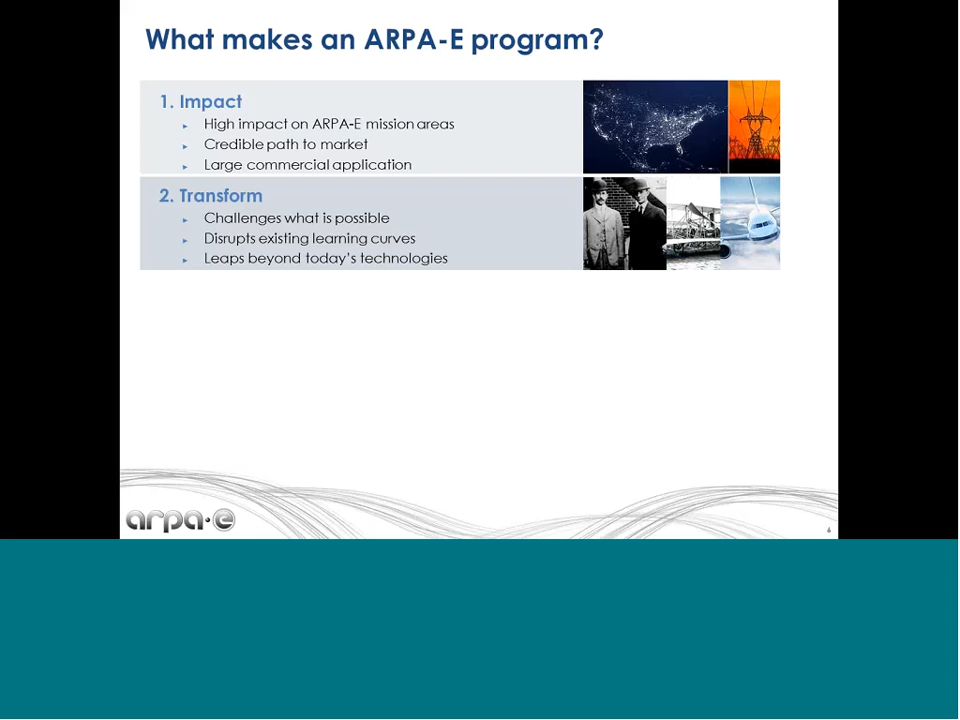 What makes an ARPA-E program?
1. Impact
▸ High impact on ARPA-E mission areas
▸ Credible path to market
▸ Large commercial application
2. Transform
▸ Challenges what is possible
▸ Disrupts existing learning curves
▸ Leaps beyond today's technologies
arpa·e
6